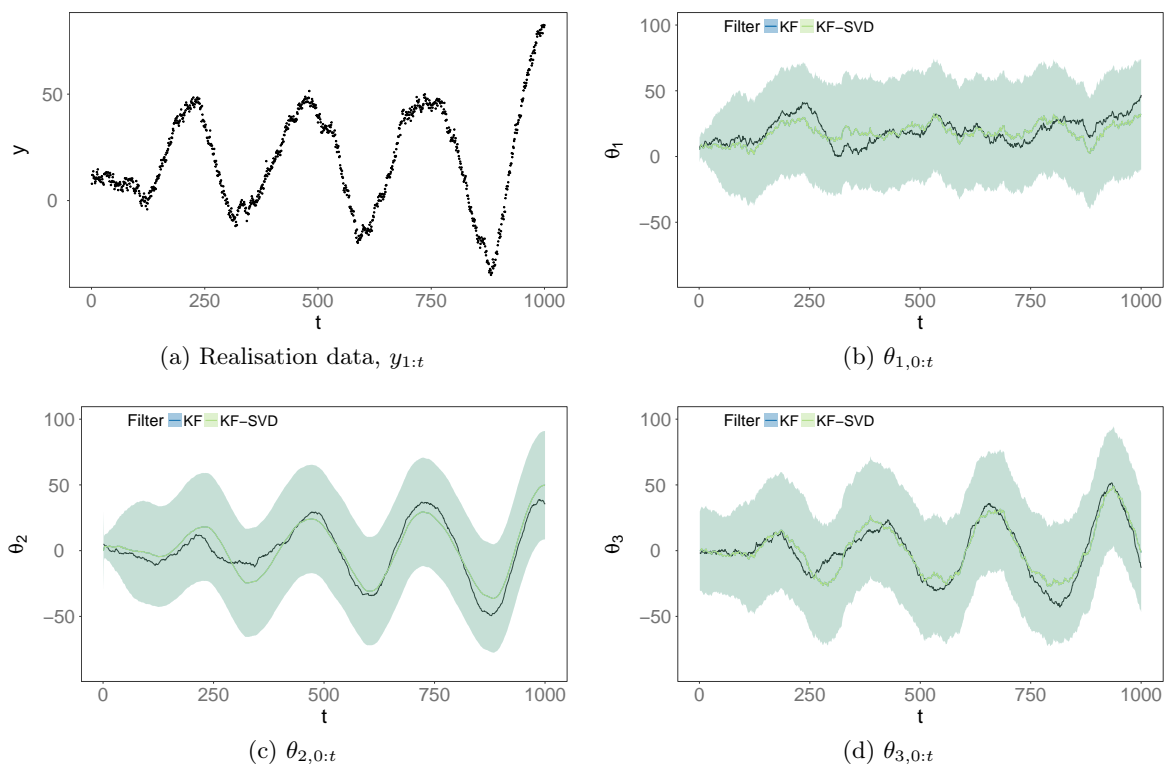 50
0
y
0 250 500 750 1000
t
(a) Realisation data, y1:t
Filter KF KF−SVD
100
50
0
−50
θ1
0 250 500 750 1000
t
(b) θ1,0:t
Filter KF KF−SVD
100
50
0
−50
θ2
0 250 500 750 1000
t
(c) θ2,0:t
Filter KF KF−SVD
100
50
0
−50
θ3
0 250 500 750 1000
t
(d) θ3,0:t